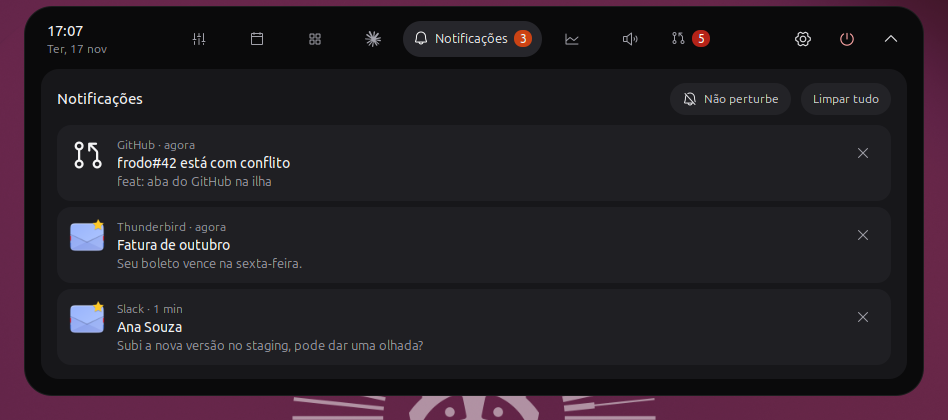 17:07
Ter, 17 nov
Notificações 3
5
Notificações
Não perturbe
Limpar tudo
GitHub · agora
frodo#42 está com conflito
feat: aba do GitHub na ilha
Thunderbird · agora
Fatura de outubro
Seu boleto vence na sexta-feira.
Slack · 1 min
Ana Souza
Subi a nova versão no staging, pode dar uma olhada?